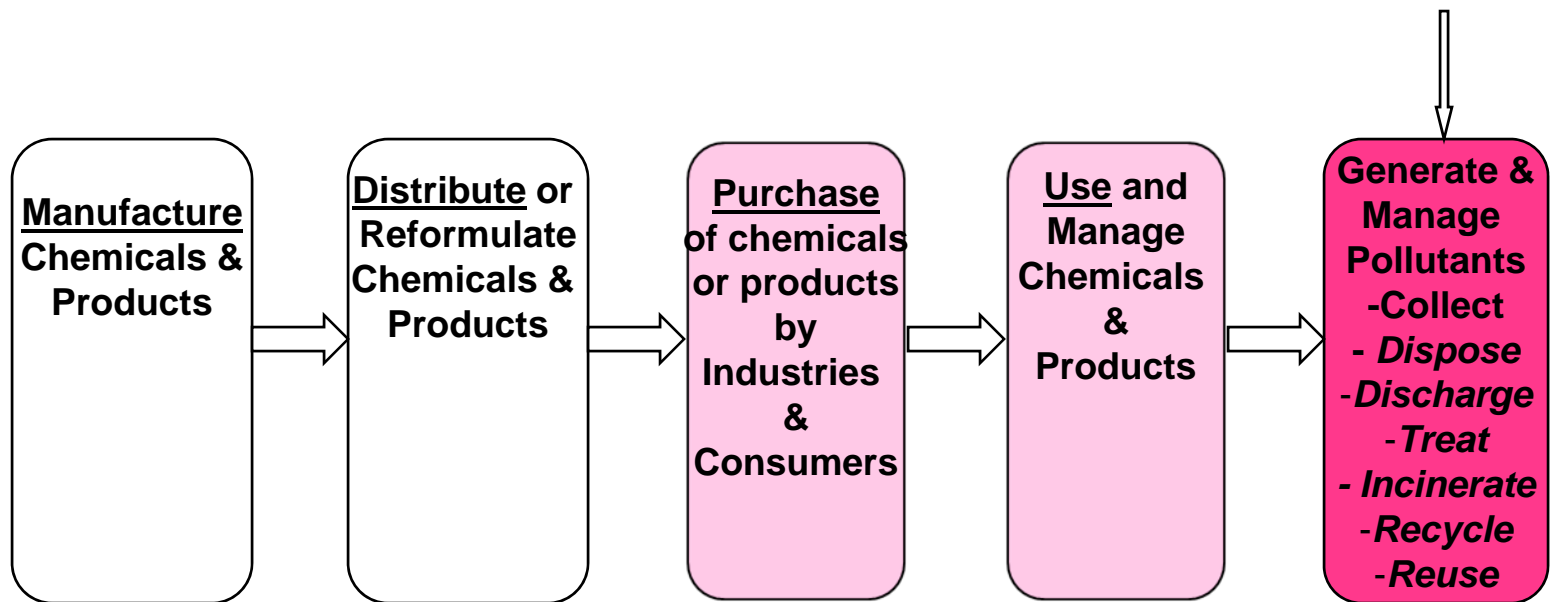 Manufacture
Chemicals &
Products
Distribute or
Reformulate
Chemicals &
Products
Purchase
of chemicals
or products
by
Industries
&
Consumers
Use and
Manage
Chemicals
&
Products
Generate &
Manage
Pollutants
-Collect
- Dispose
-Discharge
-Treat
- Incinerate
-Recycle
-Reuse